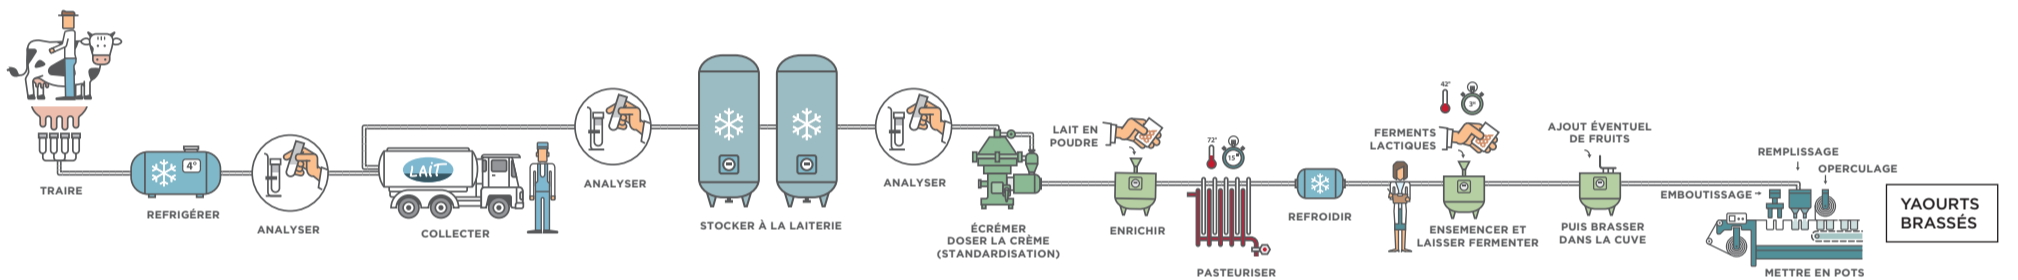 TRAIRE
4°
REFRIGÉRER
ANALYSER
LAIT
COLLECTER
ANALYSER
STOCKER À LA LAITERIE
ANALYSER
ÉCRÉMER
DOSER LA CRÈME
(STANDARDISATION)
LAIT EN
POUDRE
ENRICHIR
72°
15"
PASTEURISER
REFROIDIR
FERMENTS
LACTIQUES
42°
3"
ENSEMENCER ET
LAISSER FERMENTER
AJOUT ÉVENTUEL
DE FRUITS
PUIS BRASSER
DANS LA CUVE
REMPLISSAGE
OPERCULAGE
EMBOUTISSAGE
METTRE EN POTS
YAOURTS
BRASSÉS